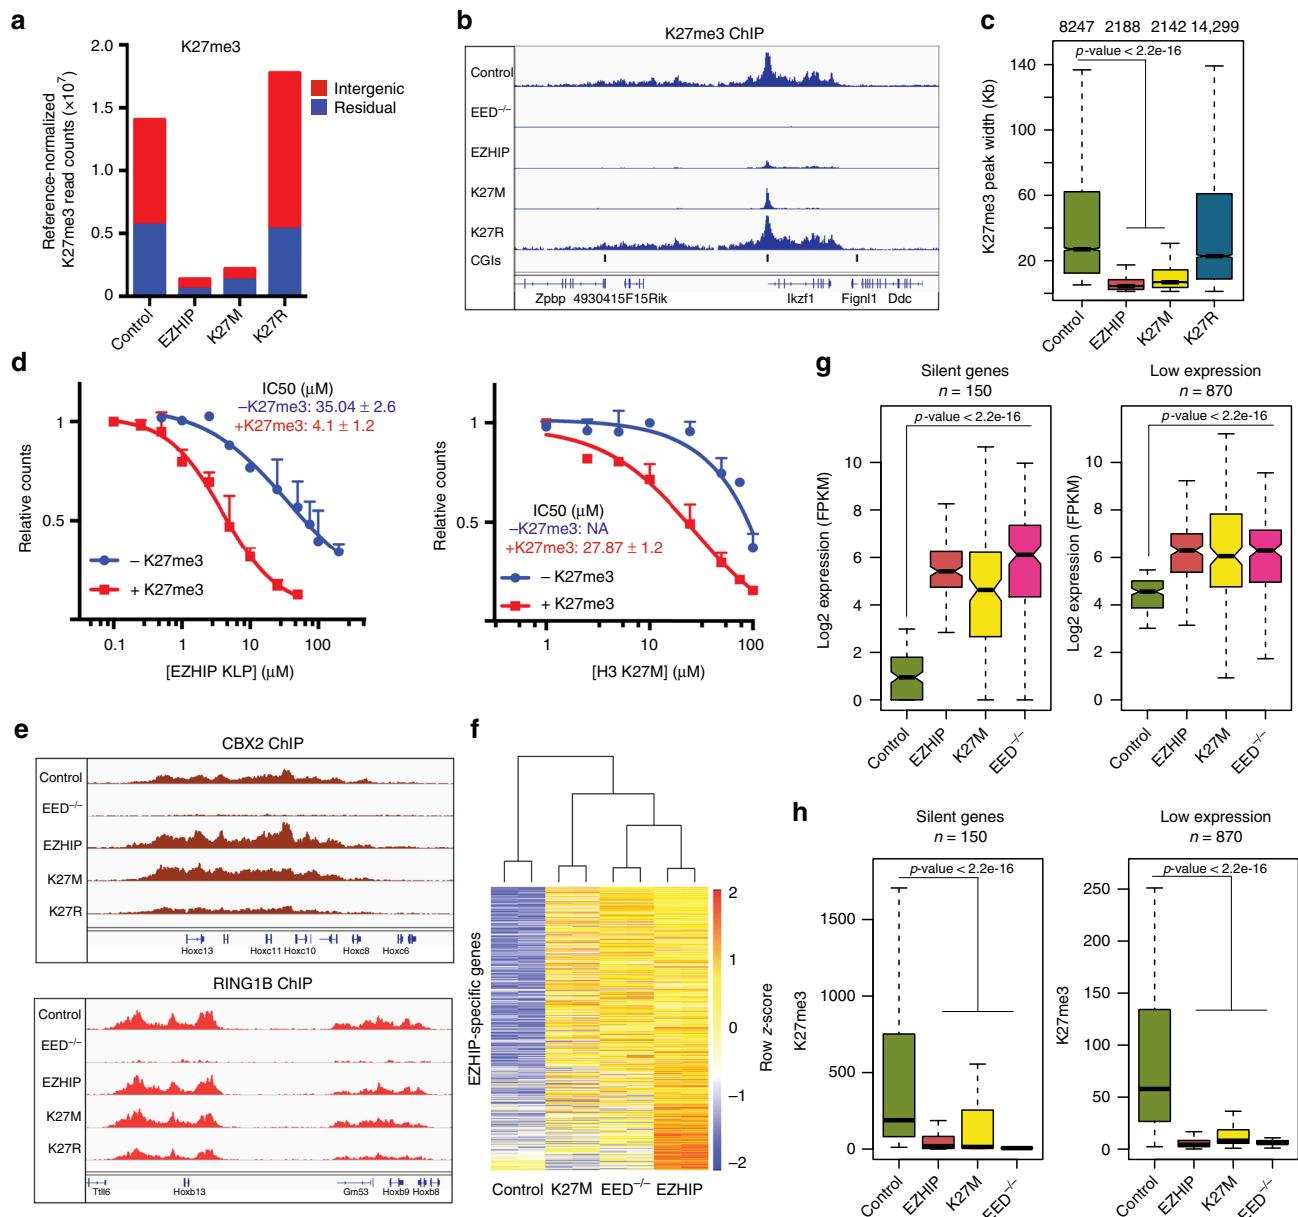 a
K27me3
Reference-normalized
K27me3 read counts (×10⁷)
2.0
1.5
1.0
0.5
0
Intergenic
Residual
Control
EZHIP
K27M
K27R
b
K27me3 ChIP
Control
EED⁻/⁻
EZHIP
K27M
K27R
CGIs
Zpbp 4930415F15Rik Ikzf1 Fignl1 Ddc
c
8247 2188 2142 14,299
p-value < 2.2e-16
K27me3 peak width (Kb)
140
100
60
20
Control
EZHIP
K27M
K27R
d
Relative counts
1
0.5
IC50 (μM)
−K27me3: 35.04 ± 2.6
+K27me3: 4.1 ± 1.2
− K27me3
+ K27me3
0.1 1 10 100
[EZHIP KLP] (μM)
Relative counts
1
0.5
IC50 (μM)
−K27me3: NA
+K27me3: 27.87 ± 1.2
− K27me3
+ K27me3
1 10 100
[H3 K27M] (μM)
e
CBX2 ChIP
Control
EED⁻/⁻
EZHIP
K27M
K27R
Hoxc13 Hoxc11 Hoxc10 Hoxc8 Hoxc6
RING1B ChIP
Control
EED⁻/⁻
EZHIP
K27M
K27R
Ttll6 Hoxb13 Gm53 Hoxb9 Hoxb8
f
EZHIP-specific genes
Control K27M EED⁻/⁻ EZHIP
2
1
0
−1
−2
Row z-score
g
Silent genes
n = 150
p-value < 2.2e-16
Log2 expression (FPKM)
10
8
6
4
2
0
Control
EZHIP
K27M
EED⁻/⁻
Low expression
n = 870
p-value < 2.2e-16
Log2 expression (FPKM)
10
8
6
4
2
0
Control
EZHIP
K27M
EED⁻/⁻
h
Silent genes
n = 150
p-value < 2.2e-16
K27me3
1500
1000
500
0
Control
EZHIP
K27M
EED⁻/⁻
Low expression
n = 870
p-value < 2.2e-16
K27me3
250
200
150
100
50
0
Control
EZHIP
K27M
EED⁻/⁻